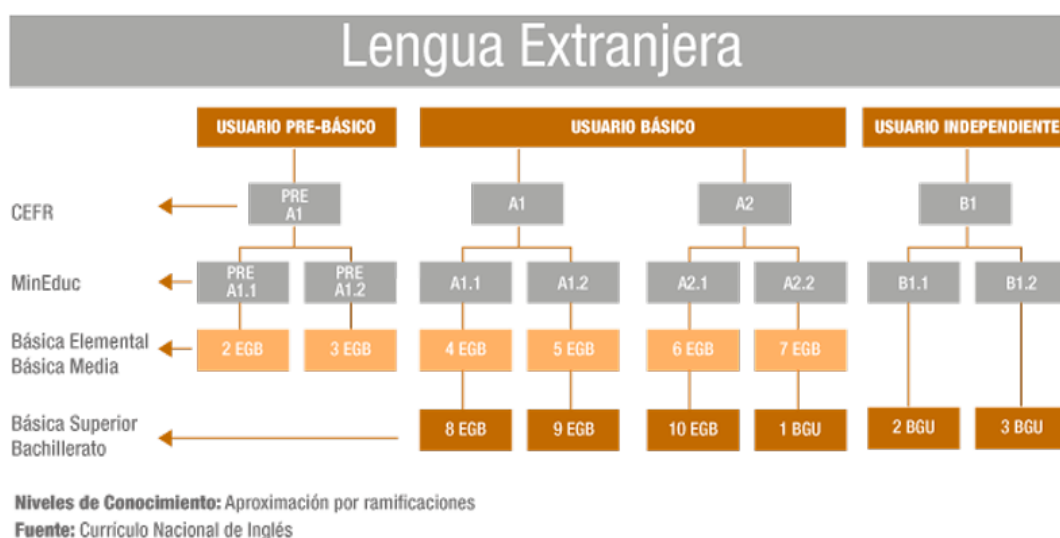 Lengua Extranjera
USUARIO PRE-BÁSICO
USUARIO BÁSICO
USUARIO INDEPENDIENTE
CEFR
PRE
A1
A1
A2
B1
MinEduc
PRE
A1.1
PRE
A1.2
A1.1
A1.2
A2.1
A2.2
B1.1
B1.2
Básica Elemental
Básica Media
2 EGB
3 EGB
4 EGB
5 EGB
6 EGB
7 EGB
Básica Superior
Bachillerato
8 EGB
9 EGB
10 EGB
1 BGU
2 BGU
3 BGU
Niveles de Conocimiento: Aproximación por ramificaciones
Fuente: Currículo Nacional de Inglés